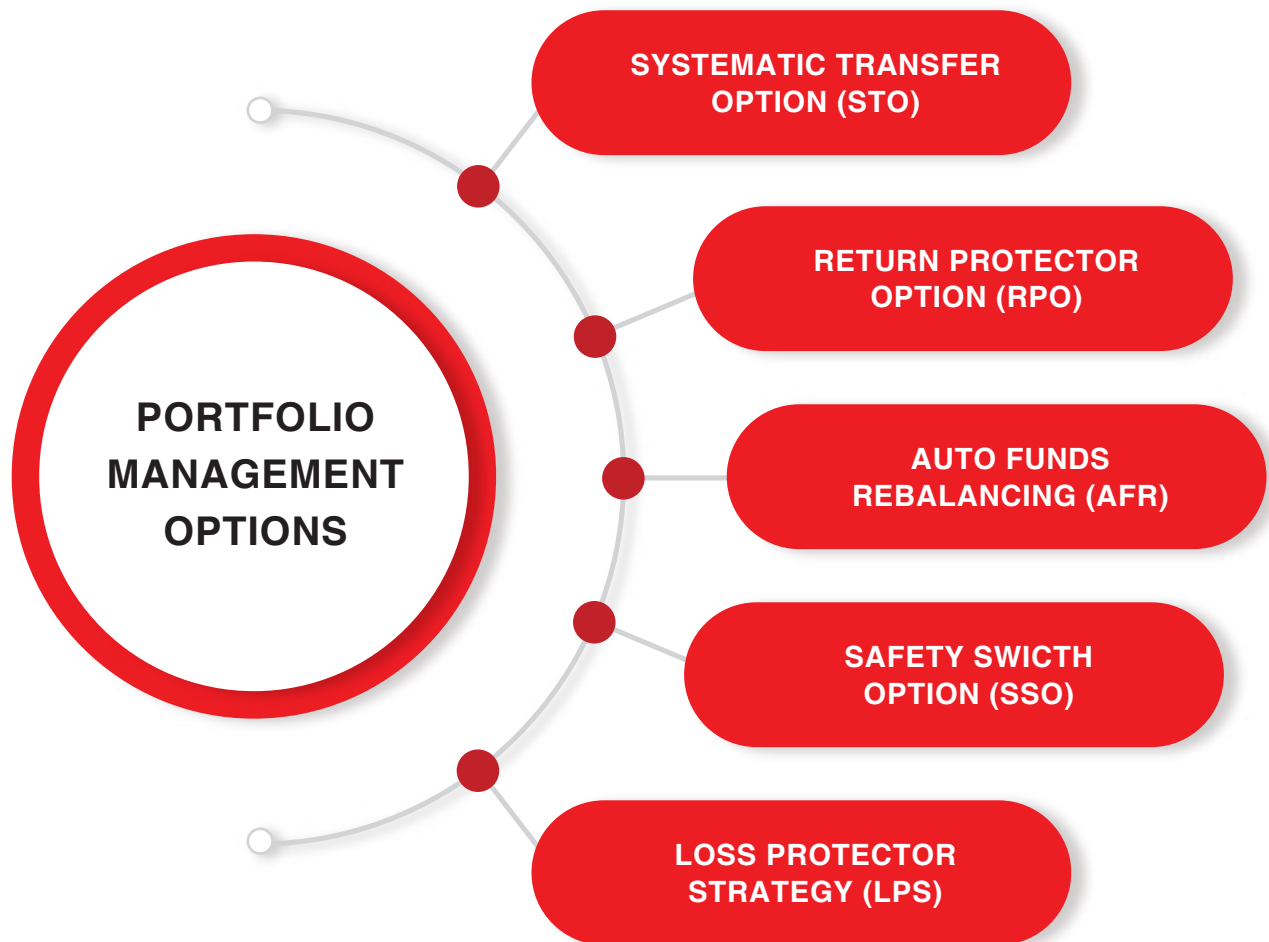 PORTFOLIO
MANAGEMENT
OPTIONS
SYSTEMATIC TRANSFER
OPTION (STO)
RETURN PROTECTOR
OPTION (RPO)
AUTO FUNDS
REBALANCING (AFR)
SAFETY SWICTH
OPTION (SSO)
LOSS PROTECTOR
STRATEGY (LPS)